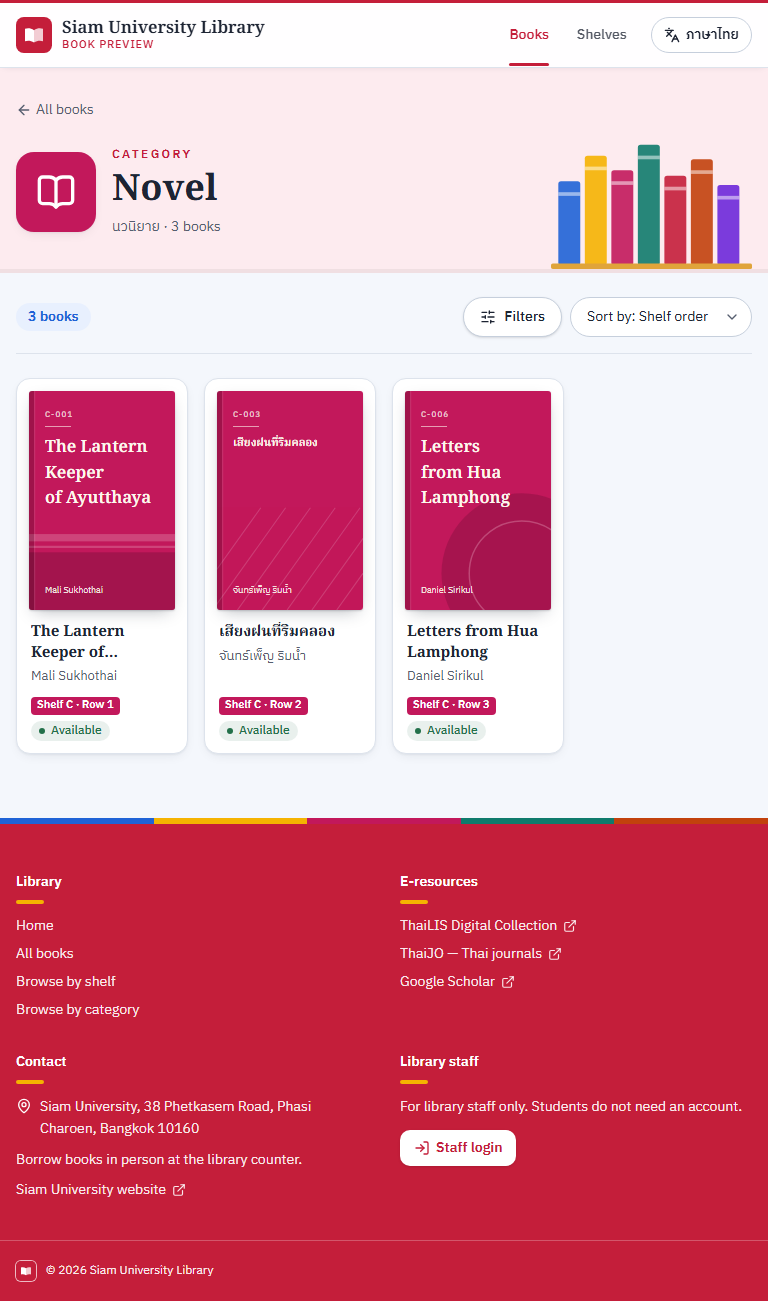 Siam University Library
BOOK PREVIEW
Books
Shelves
ภาษาไทย
All books
CATEGORY
Novel
นวนิยาย · 3 books
3 books
Filters
Sort by: Shelf order
C-001
The Lantern
Keeper
of Ayutthaya
Mali Sukhothai
The Lantern
Keeper of...
Mali Sukhothai
Shelf C · Row 1
Available
C-003
เสียงฝนที่ริมคลอง
จันทร์เพ็ญ ริมน้ำ
เสียงฝนที่ริมคลอง
จันทร์เพ็ญ ริมน้ำ
Shelf C · Row 2
Available
C-006
Letters
from Hua
Lamphong
Daniel Sirikul
Letters from Hua
Lamphong
Daniel Sirikul
Shelf C · Row 3
Available
Library
Home
All books
Browse by shelf
Browse by category
E-resources
ThaiLIS Digital Collection
ThaiJO — Thai journals
Google Scholar
Contact
Siam University, 38 Phetkasem Road, Phasi
Charoen, Bangkok 10160
Borrow books in person at the library counter.
Siam University website
Library staff
For library staff only. Students do not need an account.
Staff login
© 2026 Siam University Library